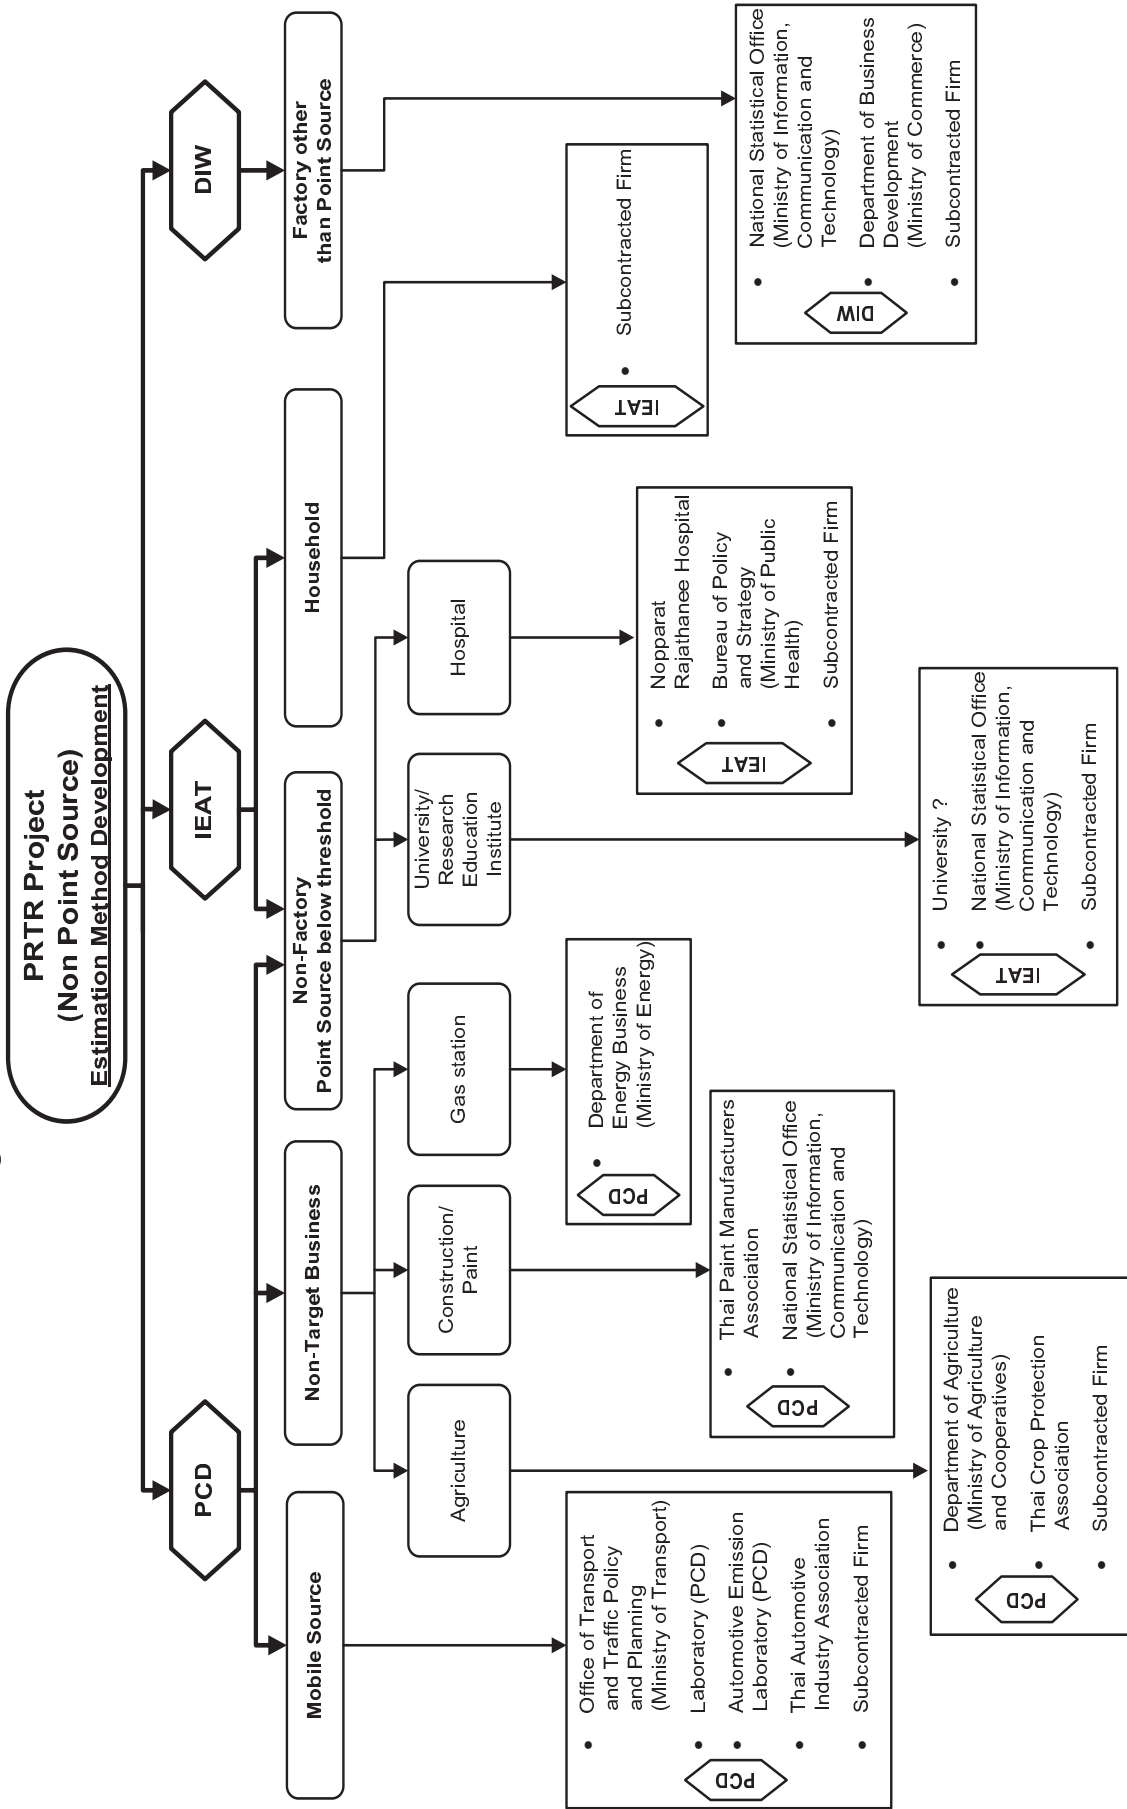 PRTR Project
(Non Point Source)
Estimation Method Development
PCD
IEAT
DIW
Mobile Source
Non-Target Business
Non-Factory
Point Source below threshold
Household
Factory other
than Point Source
Agriculture
Construction/
Paint
Gas station
University/
Research
Education
Institute
Hospital
PCD
• Office of Transport
and Traffic Policy
and Planning
(Ministry of Transport)
• Laboratory (PCD)
• Automotive Emission
Laboratory (PCD)
• Thai Automotive
Industry Association
• Subcontracted Firm
PCD
• Department of Agriculture
(Ministry of Agriculture
and Cooperatives)
• Thai Crop Protection
Association
• Subcontracted Firm
PCD
• Thai Paint Manufacturers
Association
• National Statistical Office
(Ministry of Information,
Communication and
Technology)
PCD
• Department of
Energy Business
(Ministry of Energy)
IEAT
• University ?
• National Statistical Office
(Ministry of Information,
Communication and
Technology)
• Subcontracted Firm
IEAT
• Nopparat
Rajathanee Hospital
• Bureau of Policy
and Strategy
(Ministry of Public
Health)
• Subcontracted Firm
IEAT
• Subcontracted Firm
DIW
• National Statistical Office
(Ministry of Information,
Communication and
Technology)
• Department of Business
Development
(Ministry of Commerce)
• Subcontracted Firm